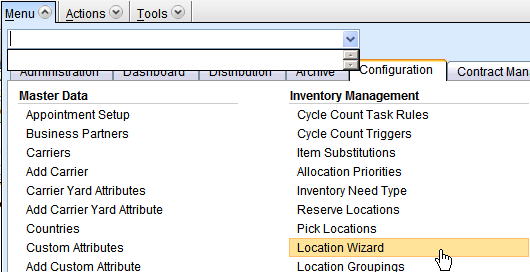 Menu Actions Tools
Administration Dashboard Distribution Archive Configuration Contract Man
Master Data
Appointment Setup
Business Partners
Carriers
Add Carrier
Carrier Yard Attributes
Add Carrier Yard Attribute
Countries
Custom Attributes
Add Custom Attribute
Inventory Management
Cycle Count Task Rules
Cycle Count Triggers
Item Substitutions
Allocation Priorities
Inventory Need Type
Reserve Locations
Pick Locations
Location Wizard
Location Groupings